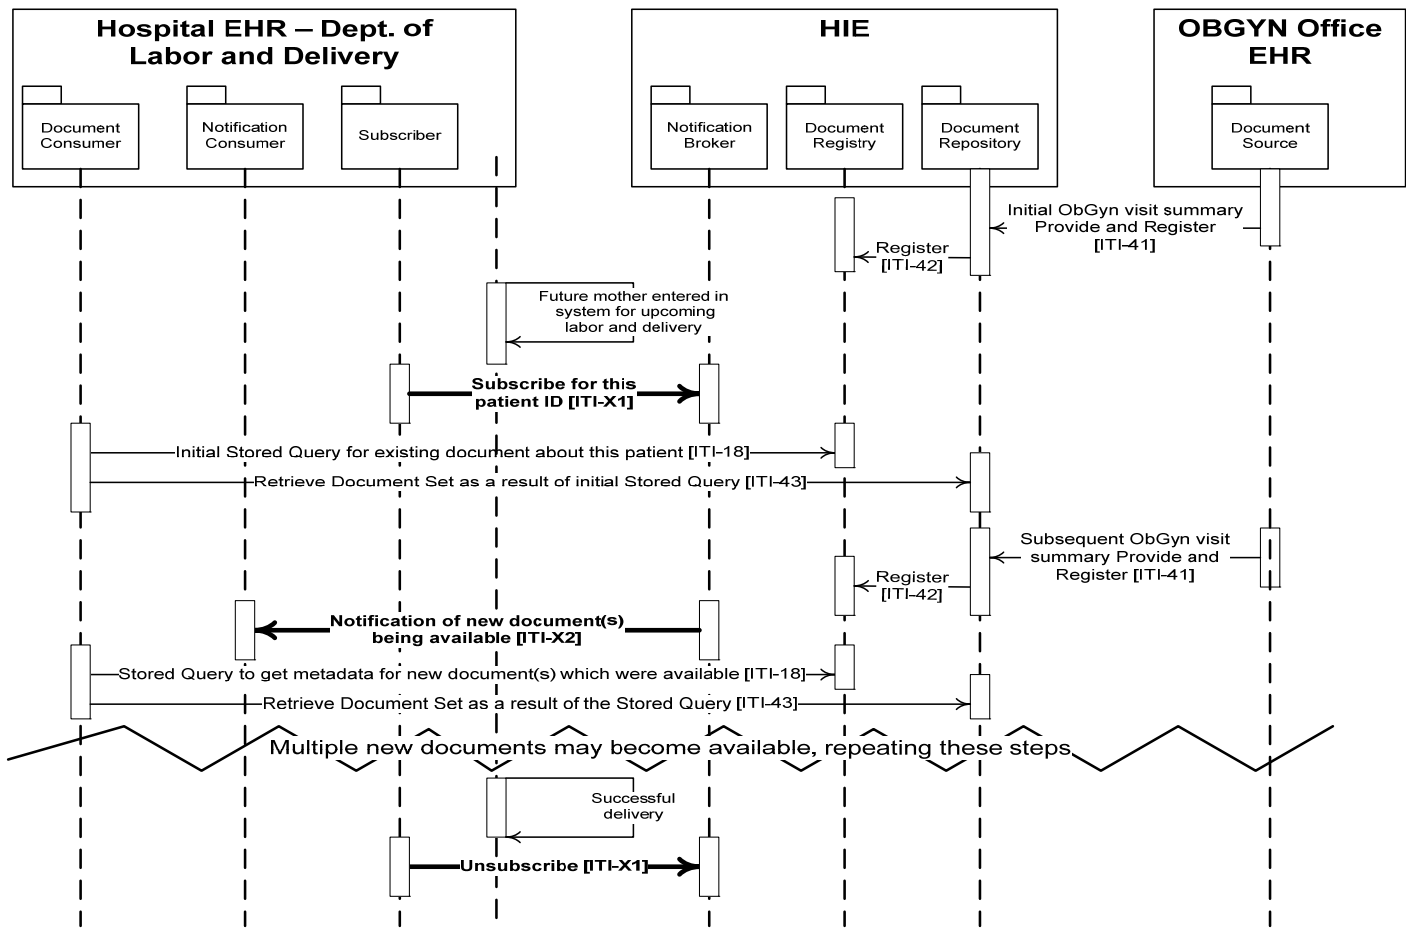 Hospital EHR – Dept. of
Labor and Delivery
HIE
OBGYN Office
EHR
Document
Consumer
Notification
Consumer
Subscriber
Notification
Broker
Document
Registry
Document
Repository
Document
Source
Initial ObGyn visit summary
Provide and Register
[ITI-41]
Register
[ITI-42]
Future mother entered in
system for upcoming
labor and delivery
Subscribe for this
patient ID [ITI-X1]
Initial Stored Query for existing document about this patient [ITI-18]
Retrieve Document Set as a result of initial Stored Query [ITI-43]
Subsequent ObGyn visit
summary Provide and
Register [ITI-41]
Register
[ITI-42]
Notification of new document(s)
being available [ITI-X2]
Stored Query to get metadata for new document(s) which were available [ITI-18]
Retrieve Document Set as a result of the Stored Query [ITI-43]
Multiple new documents may become available, repeating these steps
Successful
delivery
Unsubscribe [ITI-X1]